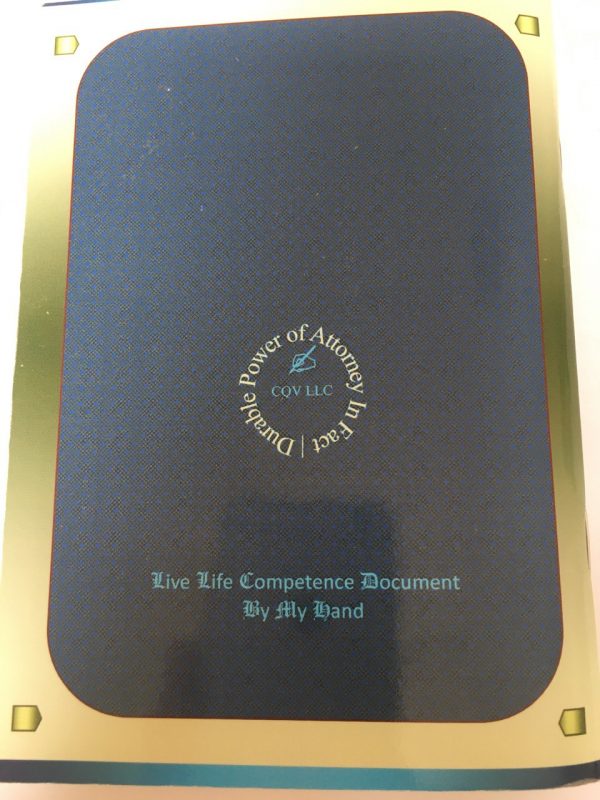 Durable Power of Attorney In Fact |
CQV LLC
Live Life Competence Document
By My Hand